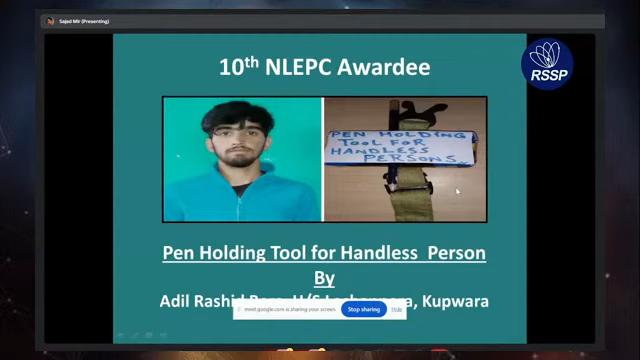 Sajad Mir (Presenting)
10th NLEPC Awardee
RSSP
PEN HOLDING
TOOL FOR
HANDLESS
PERSONS
Pen Holding Tool for Handless Person
By
Adil Rashid H/S Kupwara
meet.google.com is sharing your screen.
Stop sharing
Hide